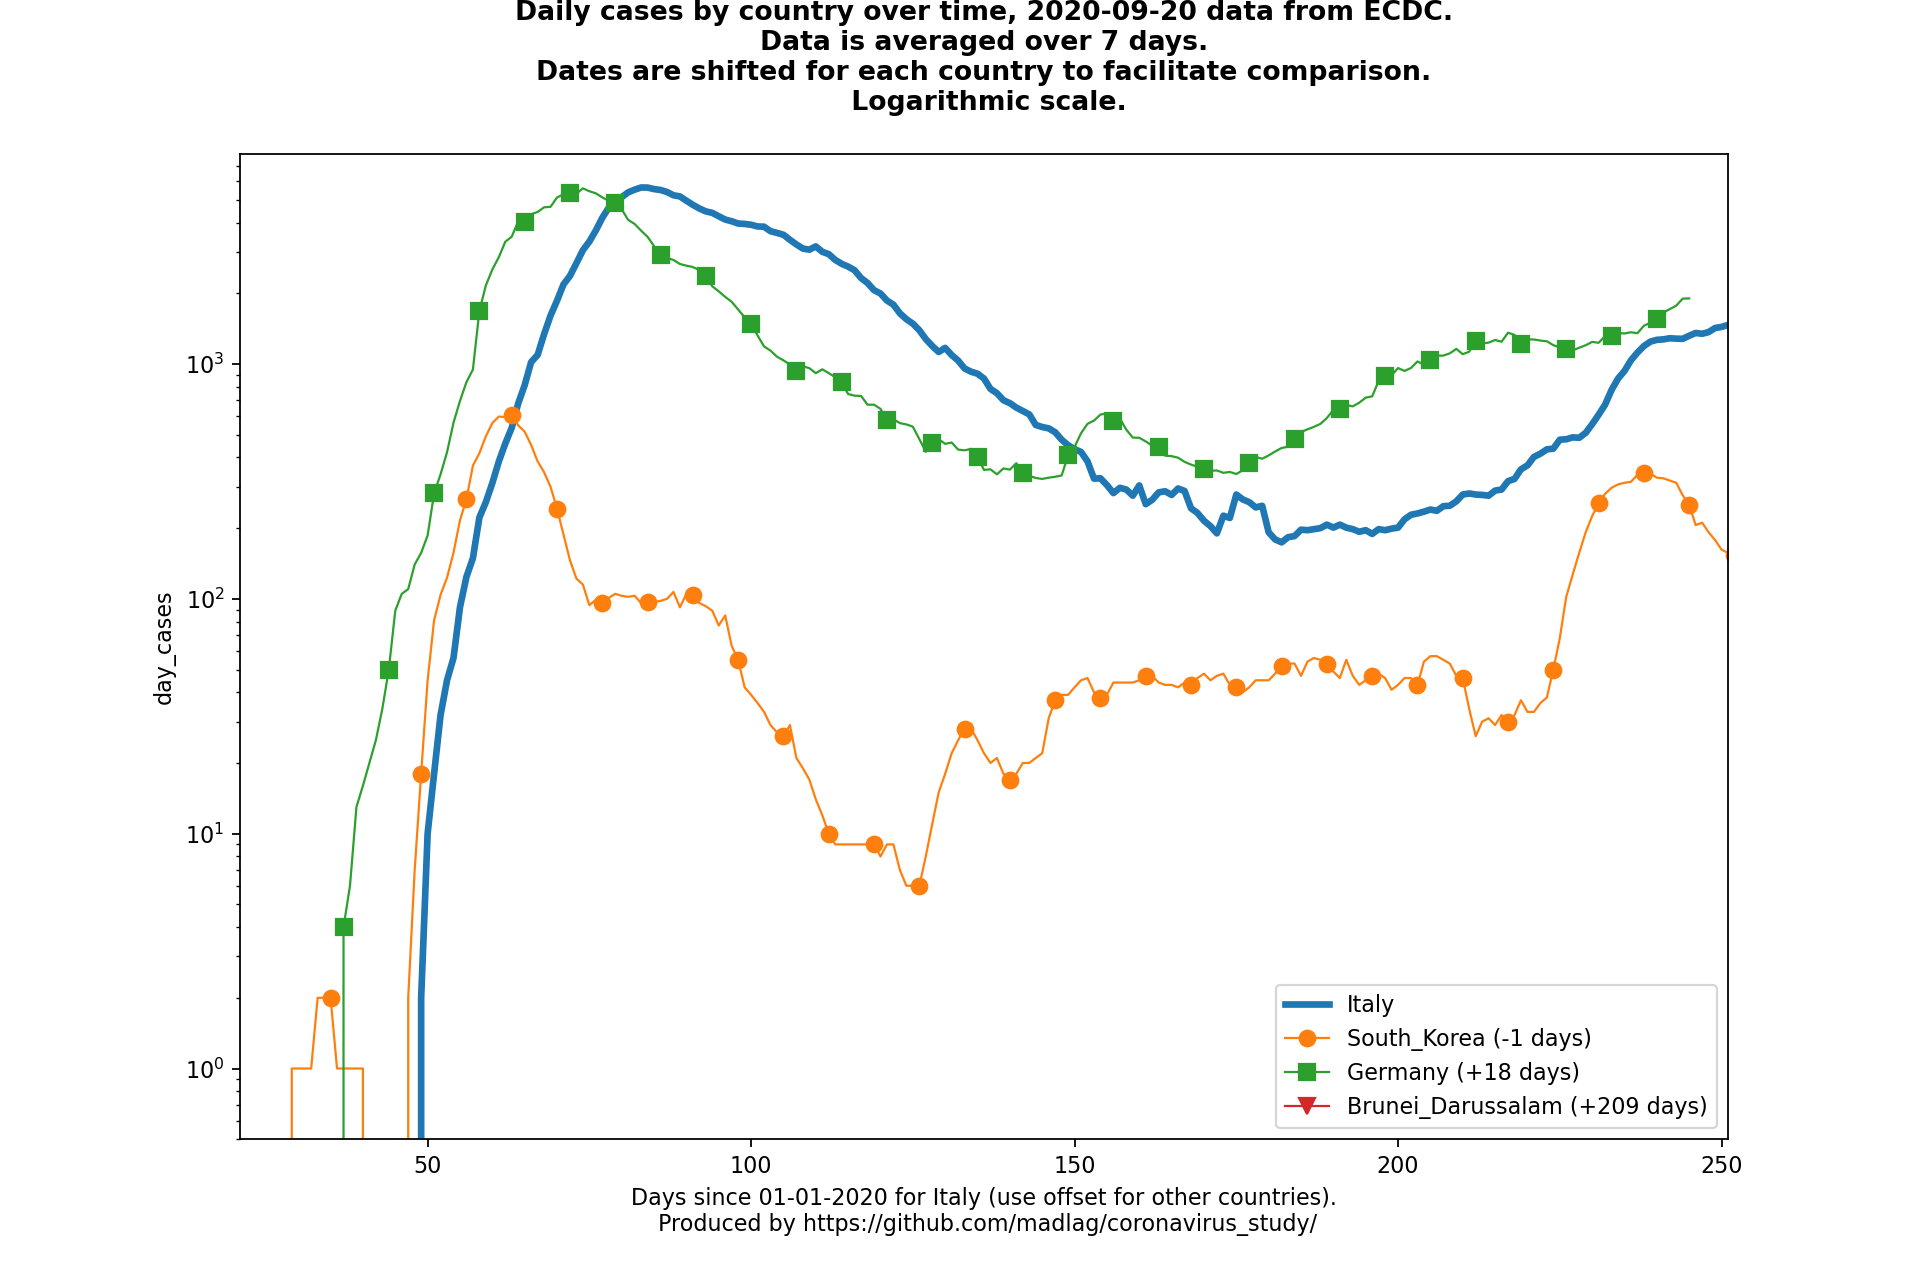 Daily cases by country over time, 2020-09-20 data from ECDC.
Data is averaged over 7 days.
Dates are shifted for each country to facilitate comparison.
Logarithmic scale.
10³
10²
10¹
10⁰
day_cases
50 100 150 200 250
Italy
South_Korea (-1 days)
Germany (+18 days)
Brunei_Darussalam (+209 days)
Days since 01-01-2020 for Italy (use offset for other countries).
Produced by https://github.com/madlag/coronavirus_study/